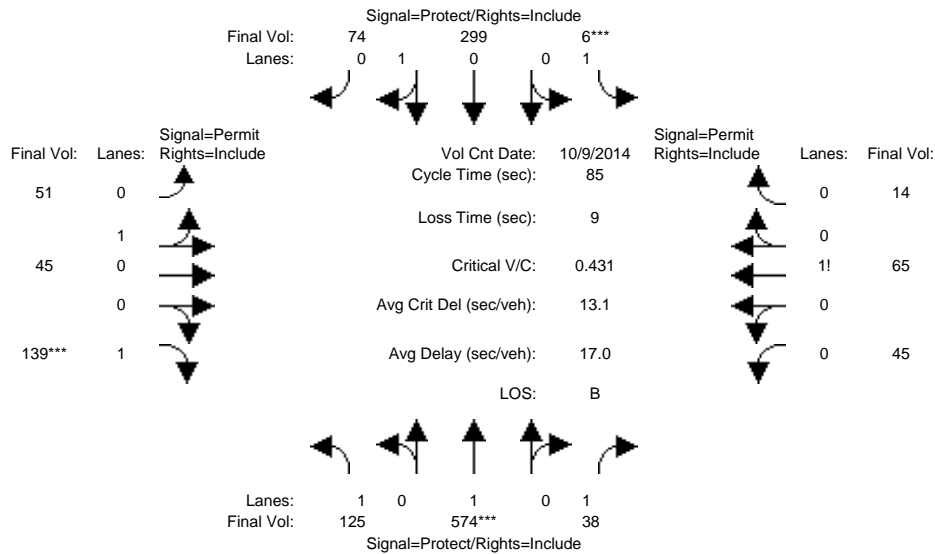 Signal=Protect/Rights=Include
Final Vol: 74 299 6***
Lanes: 0 1 0 0 1
Signal=Permit Signal=Permit
Final Vol: Lanes: Rights=Include Vol Cnt Date: 10/9/2014 Rights=Include Lanes: Final Vol:
Cycle Time (sec): 85
51 0 0 14
Loss Time (sec): 9
1 0
45 0 Critical V/C: 0.431 1! 65
0 Avg Crit Del (sec/veh): 13.1 0
139*** 1 Avg Delay (sec/veh): 17.0 0 45
LOS: B
Lanes: 1 0 1 0 1
Final Vol: 125 574*** 38
Signal=Protect/Rights=Include